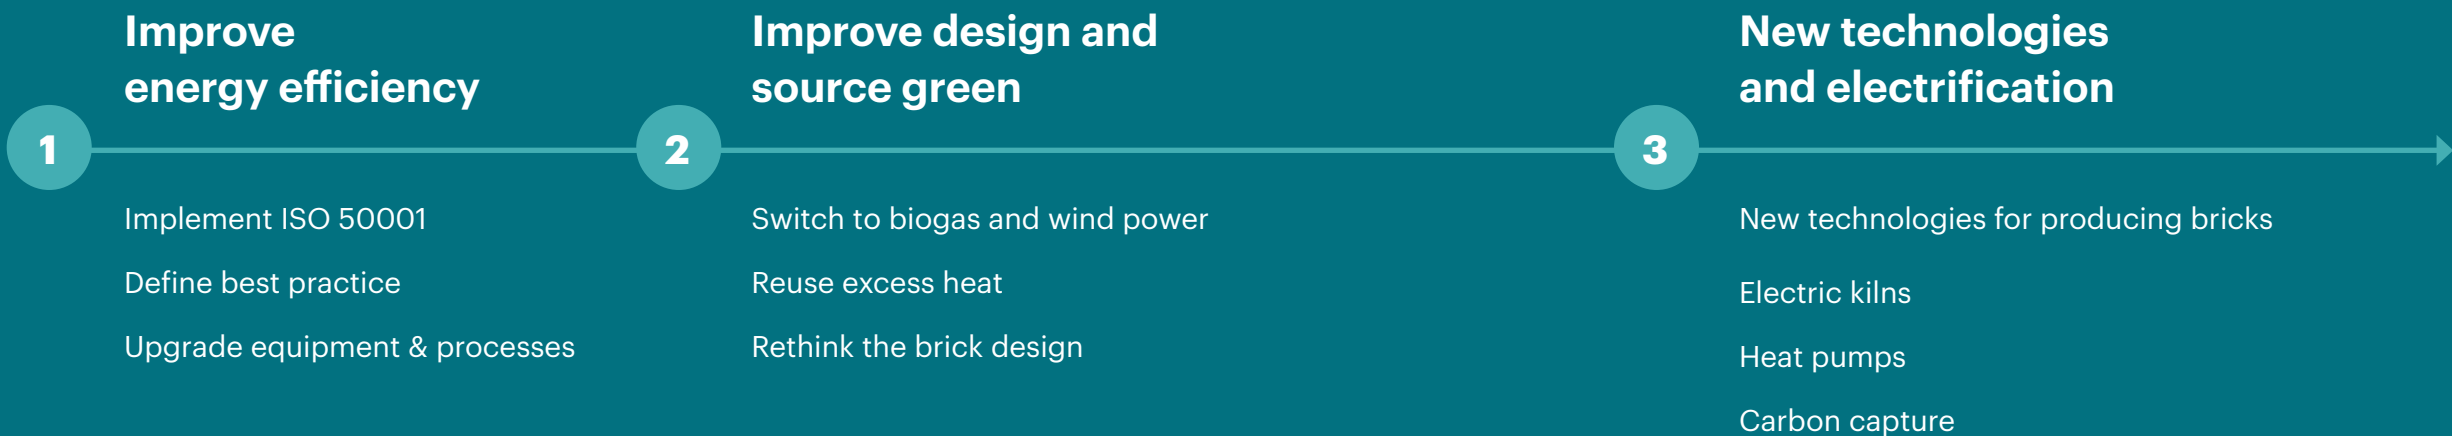 Improve
energy efficiency
1
Implement ISO 50001
Define best practice
Upgrade equipment & processes
Improve design and
source green
2
Switch to biogas and wind power
Reuse excess heat
Rethink the brick design
New technologies
and electrification
3
New technologies for producing bricks
Electric kilns
Heat pumps
Carbon capture